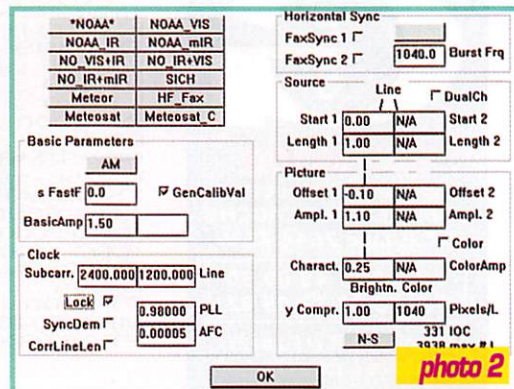 *NOAA* NOAA_VIS
NOAA_IR NOAA_mIR
NO_VIS+IR NO_IR+VIS
NO_IR+mIR SICH
Meteor HF_Fax
Meteosat Meteosat_C
Basic Parameters
AM
s FastF 0.0 GenCalibVal
BasicAmp 1.50
Clock
Subcarr. 2400.000 1200.000 Line
Lock
0.98000 PLL
SyncDem
0.00005 AFC
CorrLineLen
Horizontal Sync
FaxSync 1
FaxSync 2 1040.0 Burst Frq
Source
Line
DualCh
Start 1 0.00 N/A Start 2
Length 1 1.00 N/A Length 2
Picture
Offset 1 -0.10 N/A Offset 2
Ampl. 1 1.10 N/A Ampl. 2
Color
Charact. 0.25 N/A ColorAmp
Brightn. Color
y Compr. 1.00 1040 Pixels/L
N-S 331 IOC
3938 max # L
OK
photo 2